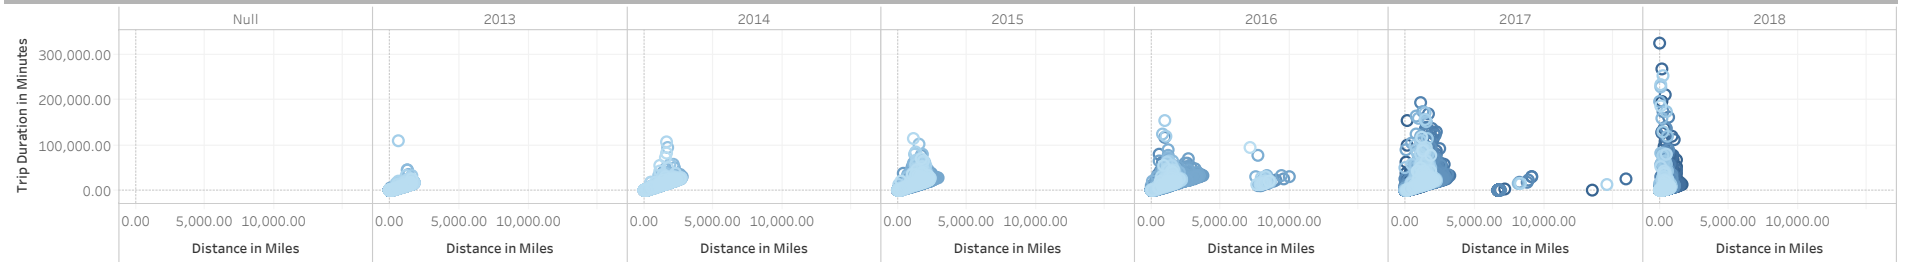 Null 2013 2014 2015 2016 2017 2018
Trip Duration in Minutes
300,000.00
200,000.00
100,000.00
0.00
0.00 5,000.00 10,000.00 0.00 5,000.00 10,000.00 0.00 5,000.00 10,000.00 0.00 5,000.00 10,000.00 0.00 5,000.00 10,000.00 0.00 5,000.00 10,000.00 0.00 5,000.00 10,000.00
Distance in Miles Distance in Miles Distance in Miles Distance in Miles Distance in Miles Distance in Miles Distance in Miles